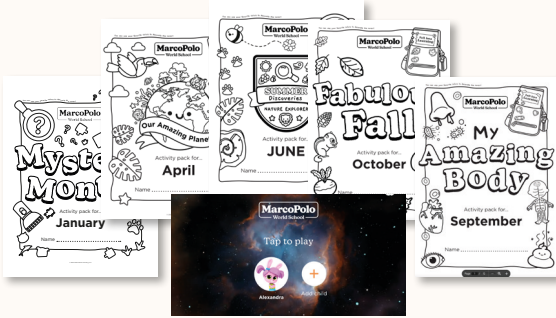 MarcoPolo
World School
Myste
Mont
Activity pack for...
January
Name
MarcoPolo
World School
Our Amazing Planet
Activity pack for...
April
Name
MarcoPolo
World School
SUMMER
Discoveries
NATURE EXPLORER
Activity pack for...
JUNE
Name
MarcoPolo
World School
Fabulou
Fall
Activity pack for...
October
Name
MarcoPolo
World School
My
Amazing
Body
Activity pack for...
September
Name
MarcoPolo
World School
Tap to play
Alexandra
Add child